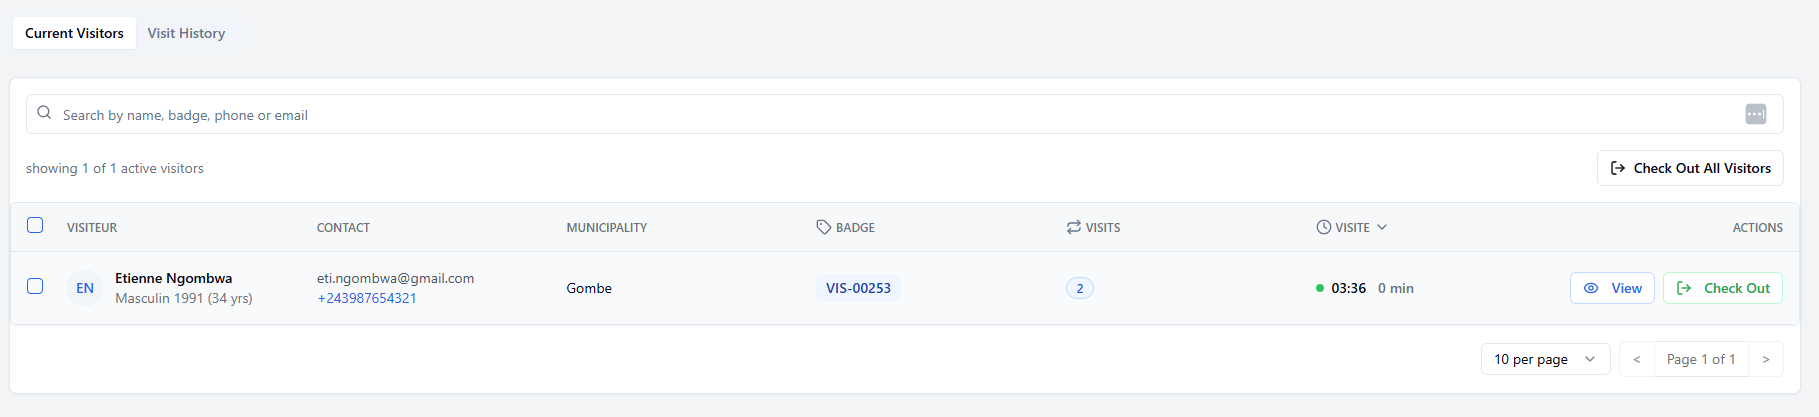 Current Visitors Visit History
Search by name, badge, phone or email
showing 1 of 1 active visitors
Check Out All Visitors
VISITEUR CONTACT MUNICIPALITY BADGE VISITS VISITE ACTIONS
EN Etienne Ngombwa eti.ngombwa@gmail.com Gombe VIS-00253 2 03:36 0 min View Check Out
Masculin 1991 (34 yrs) +243987654321
10 per page < Page 1 of 1 >